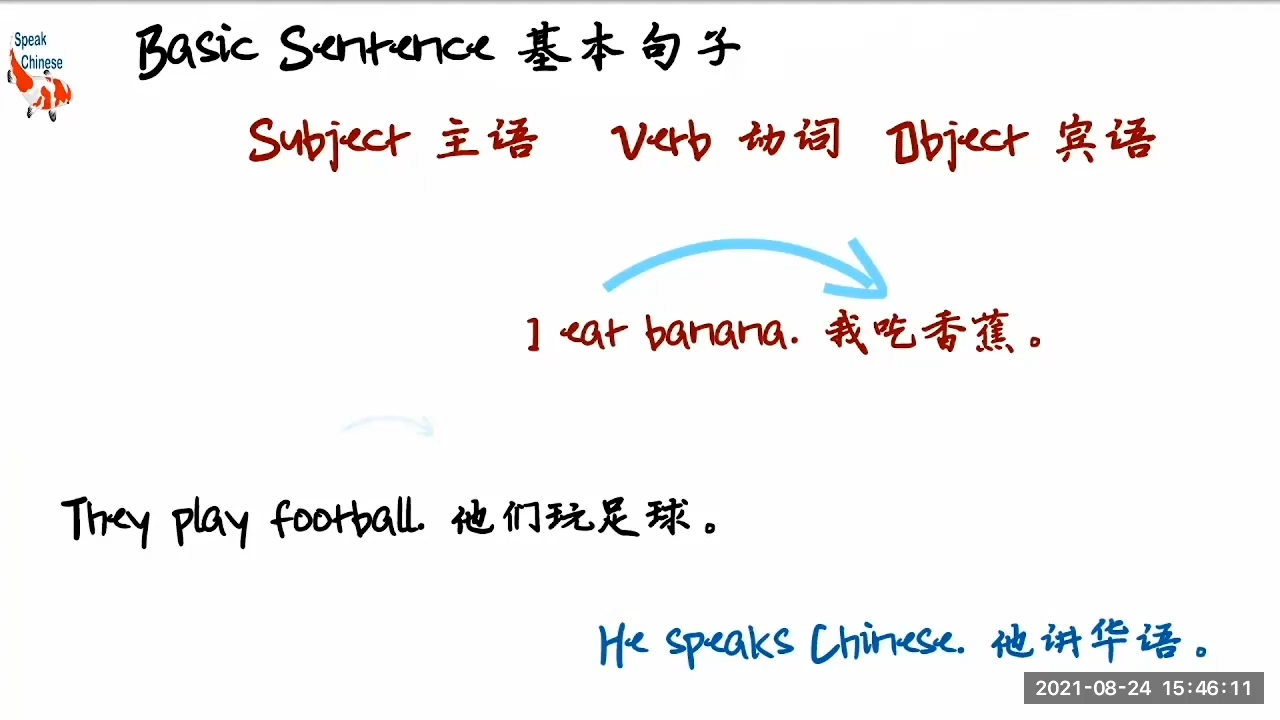 Speak
Chinese
Basic Sentence 基本句子
Subject 主语 Verb 动词 Object 宾语
I eat banana. 我吃香蕉。
They play football. 他们玩足球。
He speaks Chinese. 他讲华语。
2021-08-24 15:46:11